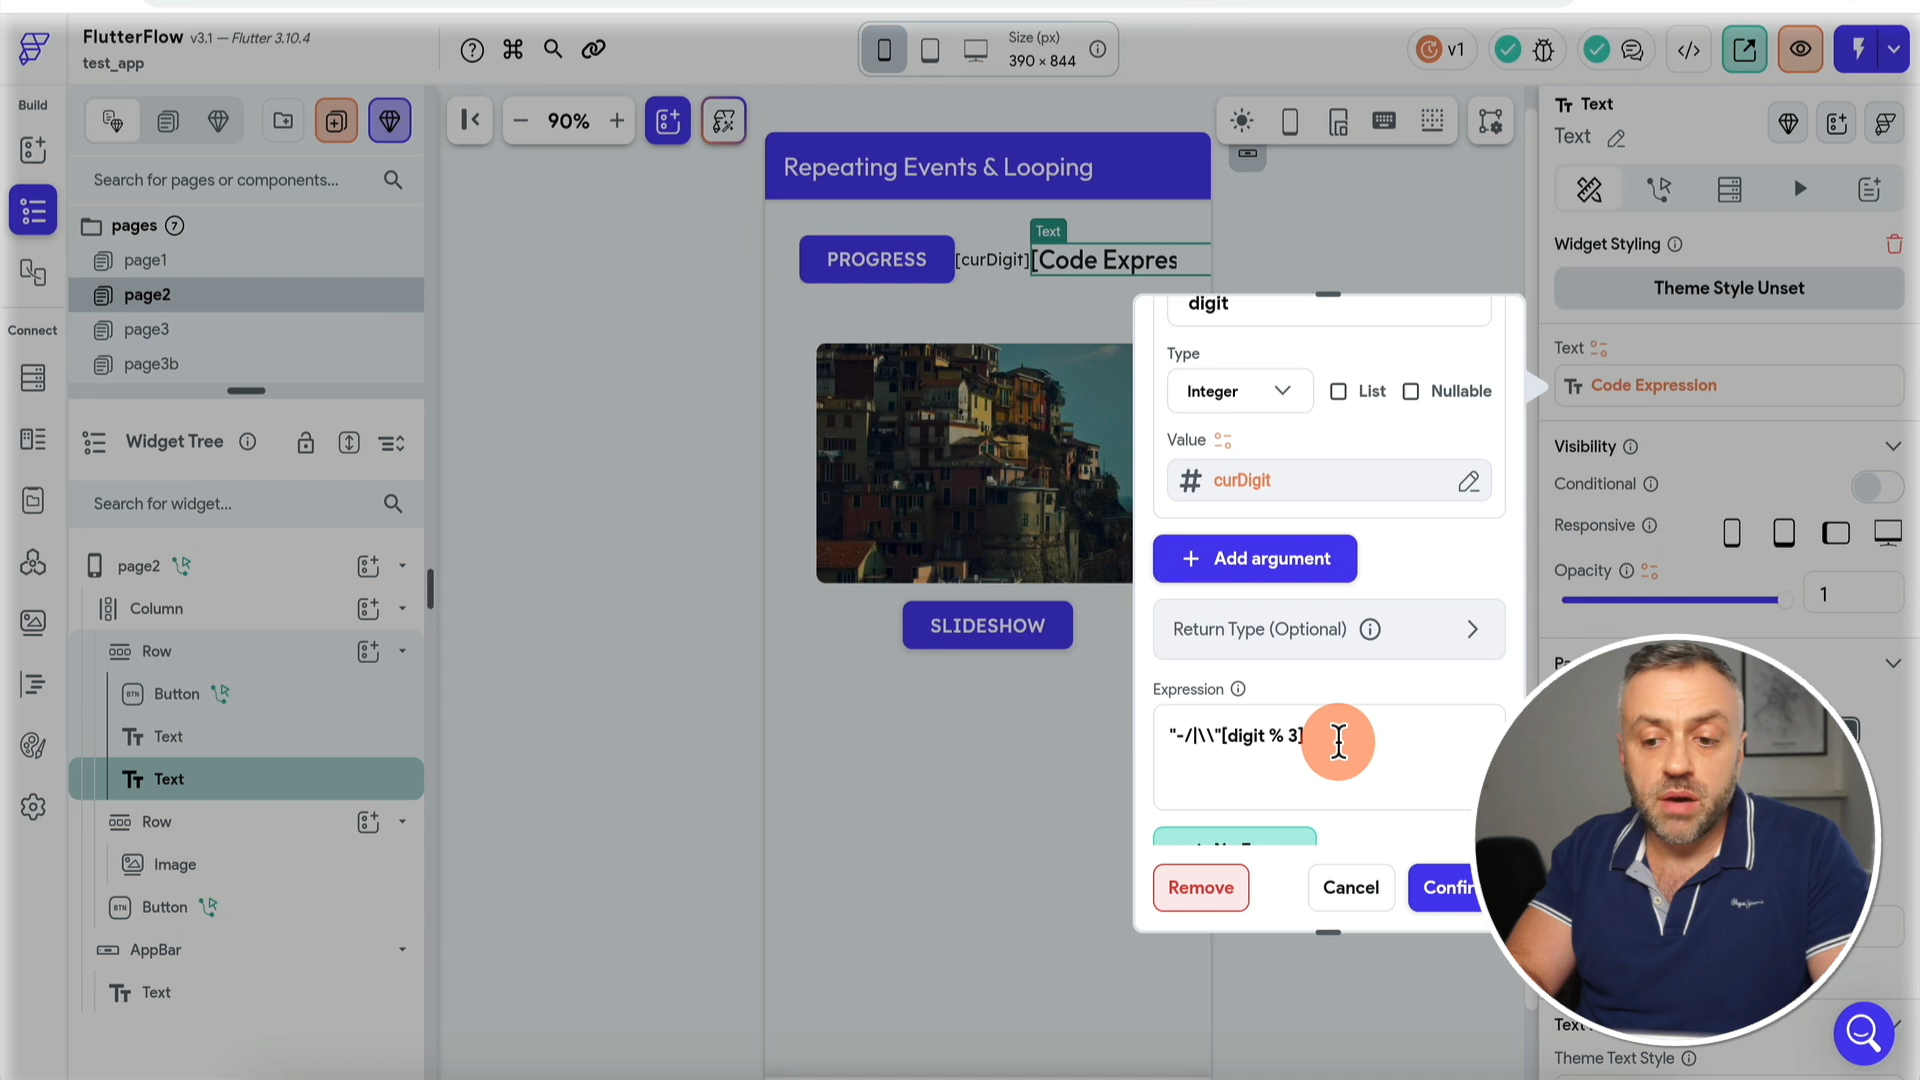 FlutterFlow v3.1 — Flutter 3.10.4
test_app
Size (px)
390 × 844
v1
Build
90%
Text
Text
Search for pages or components...
Repeating Events & Looping
pages 7
page1
page2
page3
page3b
Connect
Text
PROGRESS
[curDigit]
[Code Expres
Widget Styling
Theme Style Unset
digit
Type
Integer
List
Nullable
Text
Code Expression
Value
curDigit
Visibility
Conditional
Responsive
Opacity
1
Widget Tree
Search for widget...
page2
Column
Row
Button
Text
Text
Row
Image
Button
AppBar
Text
Add argument
SLIDESHOW
Return Type (Optional)
Expression
"-/|\\"[digit % 3]
Remove
Cancel
Confir
Text
Theme Text Style